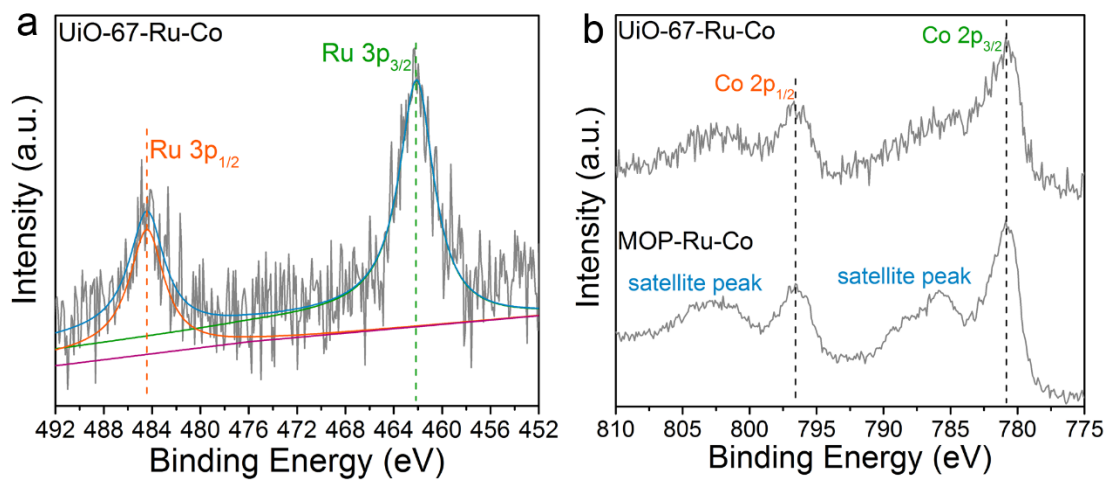 a
UiO-67-Ru-Co
Ru 3p3/2
Ru 3p1/2
Intensity (a.u.)
492 488 484 480 476 472 468 464 460 456 452
Binding Energy (eV)
b
UiO-67-Ru-Co
Co 2p3/2
Co 2p1/2
MOP-Ru-Co
satellite peak
satellite peak
Intensity (a.u.)
810 805 800 795 790 785 780 775
Binding Energy (eV)